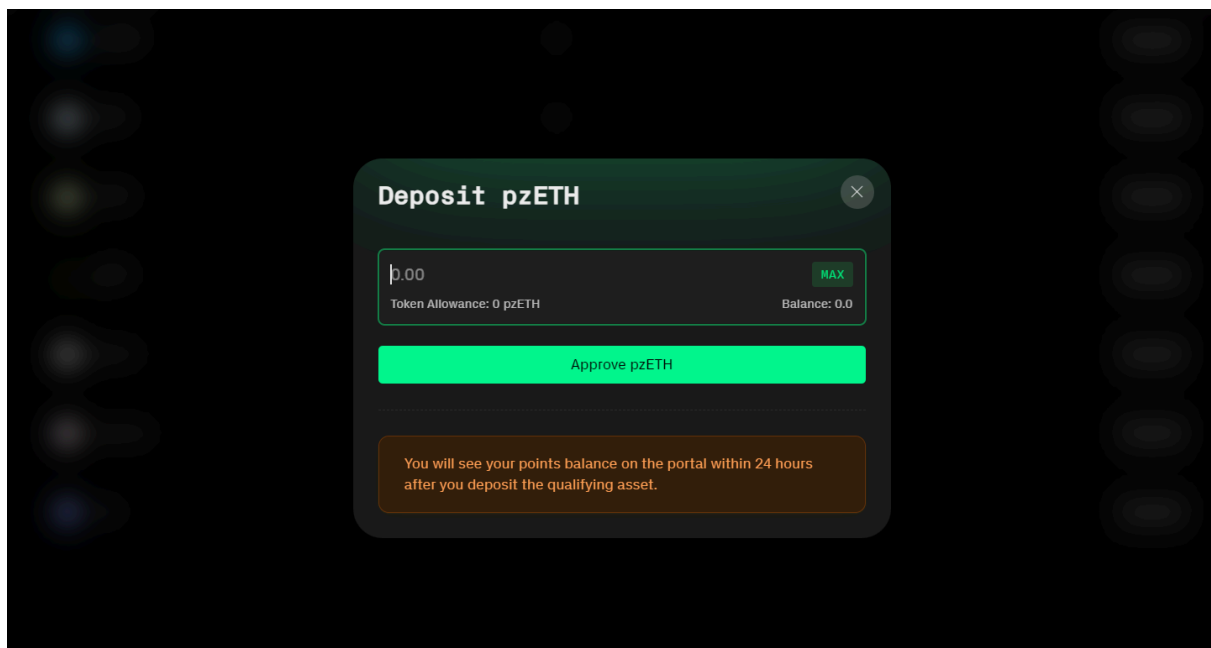 Deposit pzETH
0.00
MAX
Token Allowance: 0 pzETH
Balance: 0.0
Approve pzETH
You will see your points balance on the portal within 24 hours
after you deposit the qualifying asset.